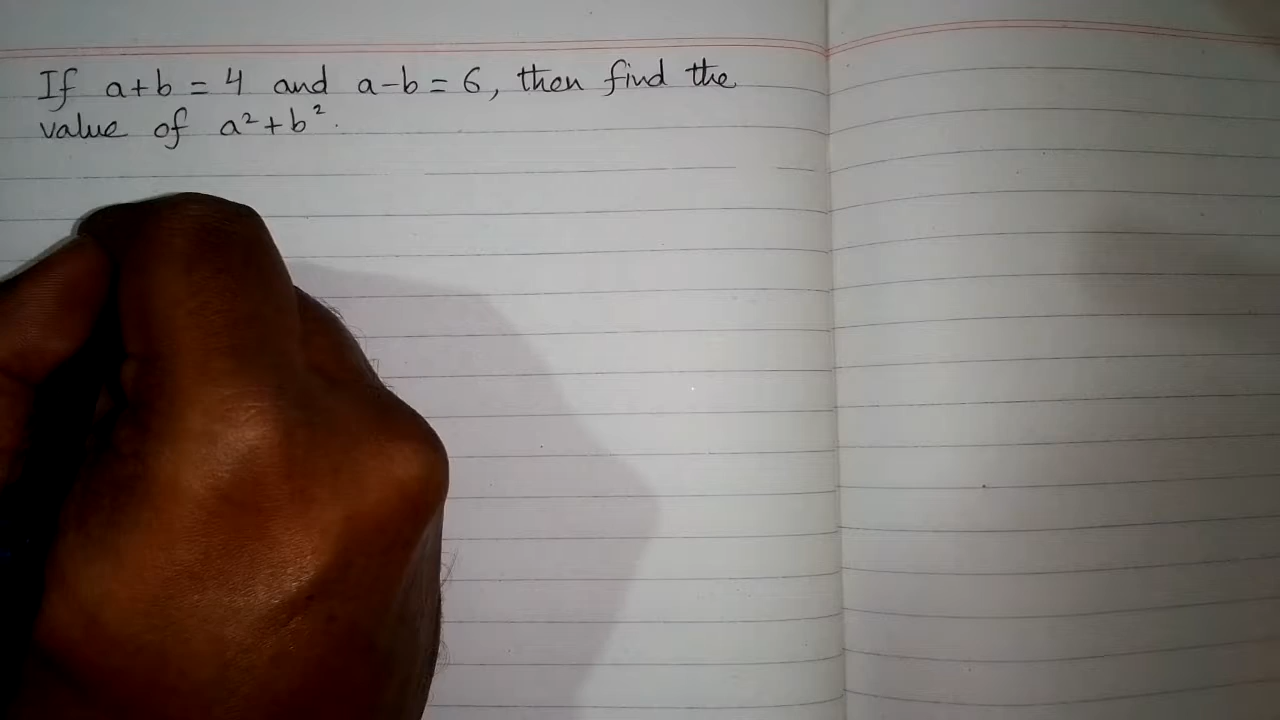 If a+b = 4 and a-b = 6, then find the
value of a²+b².